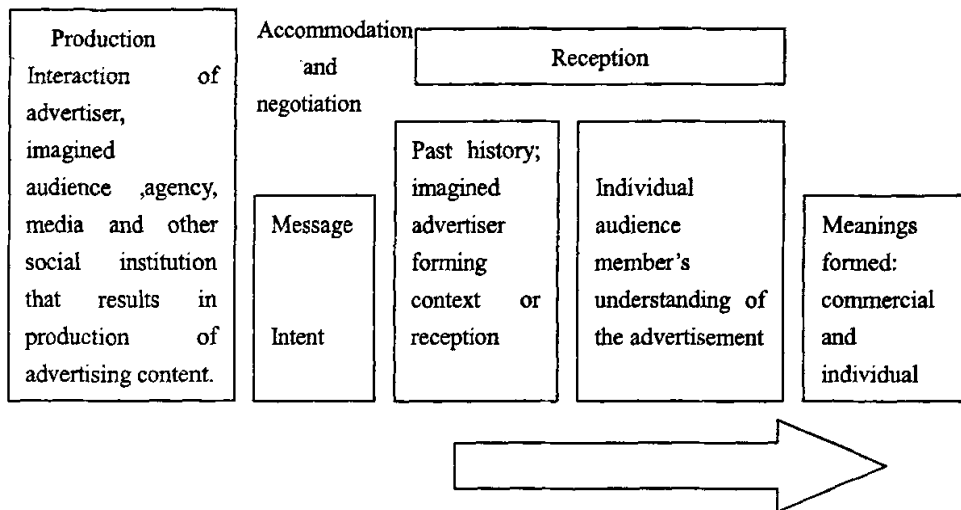 Production
Interaction of
advertiser,
imagined
audience ,agency,
media and other
social institution
that results in
production of
advertising content.
Accommodation
and
negotiation
Message
Intent
Reception
Past history;
imagined
advertiser
forming
context or
reception
Individual
audience
member's
understanding of
the advertisement
Meanings
formed:
commercial
and
individual